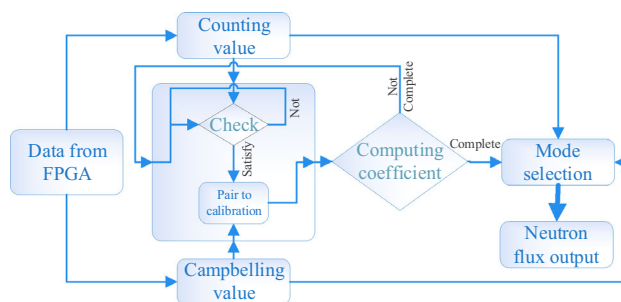 Counting
value
Not
Complete
Not
Check
Satisfy
Data from
FPGA
Pair to
calibration
Computing
coefficient
Complete
Mode
selection
Neutron
flux output
Campbelling
value